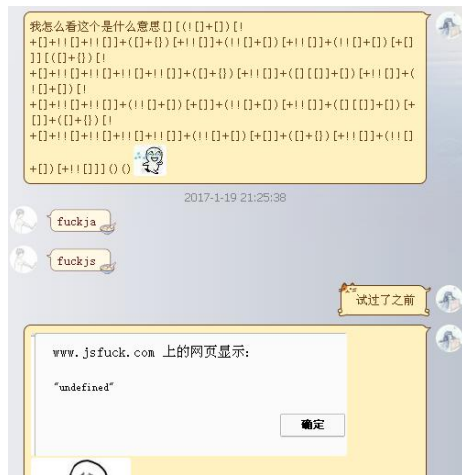 我怎么看这个是什么意思[][(![]+[])[!
+[]+!![]+!![]]+([]+{})[+!![]]+(!![]+[])[+!![]]+(!![]+[])[+[]
]][([]+{})[!
+[]+!![]+!![]+!![]+!![]]+([]+{})[+!![]]+([][[]]+[])[+!![]]+(
![]+[])[!
+[]+!![]+!![]]+(!![]+[])[+[]]+(!![]+[])[+!![]]+([][[]]+[])[+
[]]+([]+{})[!
+[]+!![]+!![]+!![]+!![]]+(!![]+[])[+[]]+([]+{})[+!![]]+(!![]
+[])[+!![]]]()()
2017-1-19 21:25:38
fuckja
fuckjs
试过了之前
www.jsfuck.com 上的网页显示:
"undefined"
确定